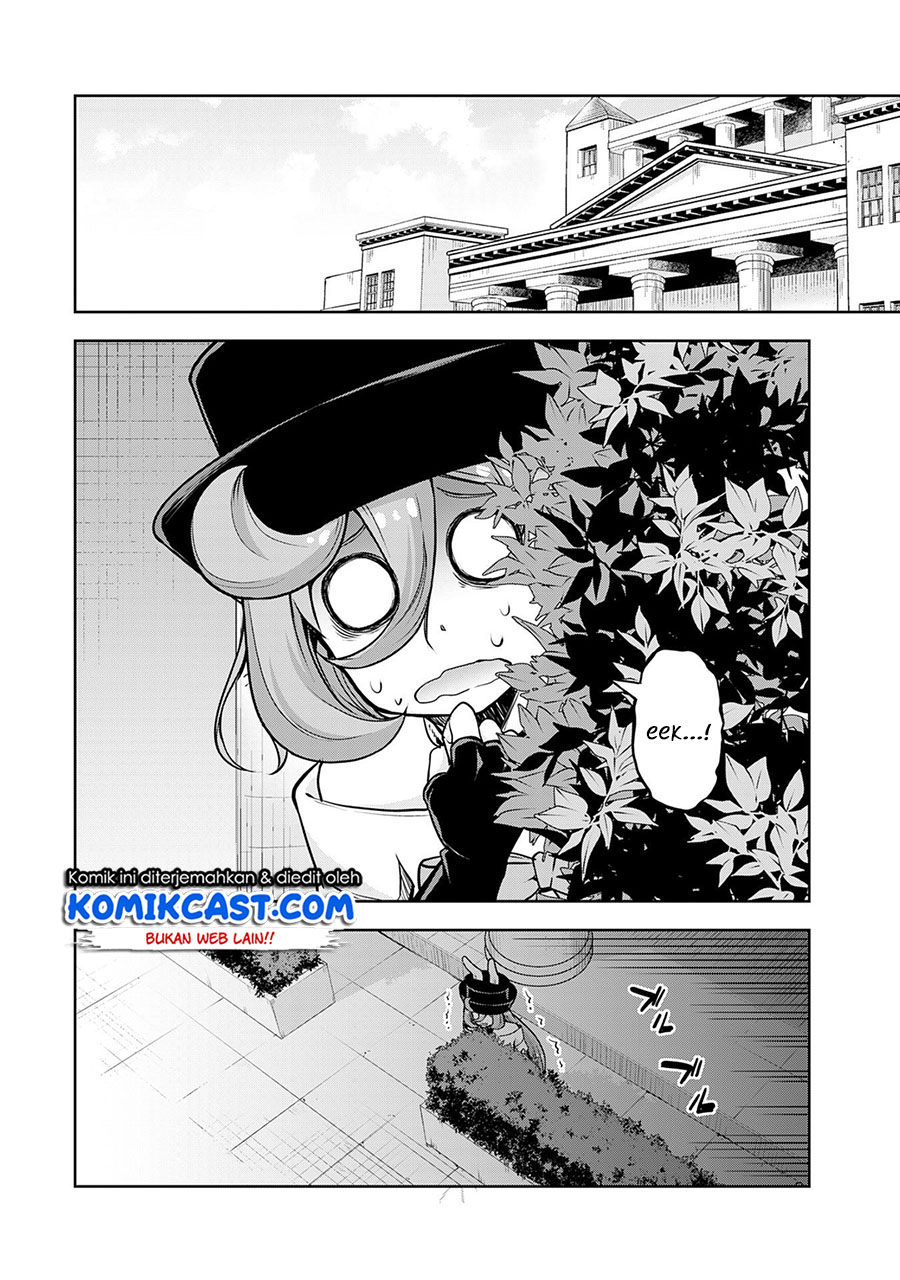 eek...!
Komik ini diterjemahkan & diedit oleh
KOMIKCAST.COM
BUKAN WEB LAIN!!
ブル
ブル